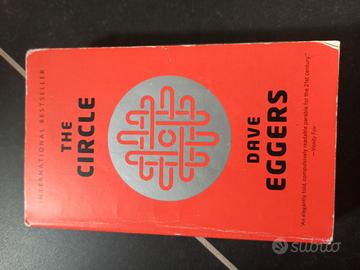 INTERNATIONAL BESTSELLER
THE
CIRCLE
DAVE
EGGERS
"An elegantly told, compulsively readable parable for the 21st century."
—Vanity Fair
subito